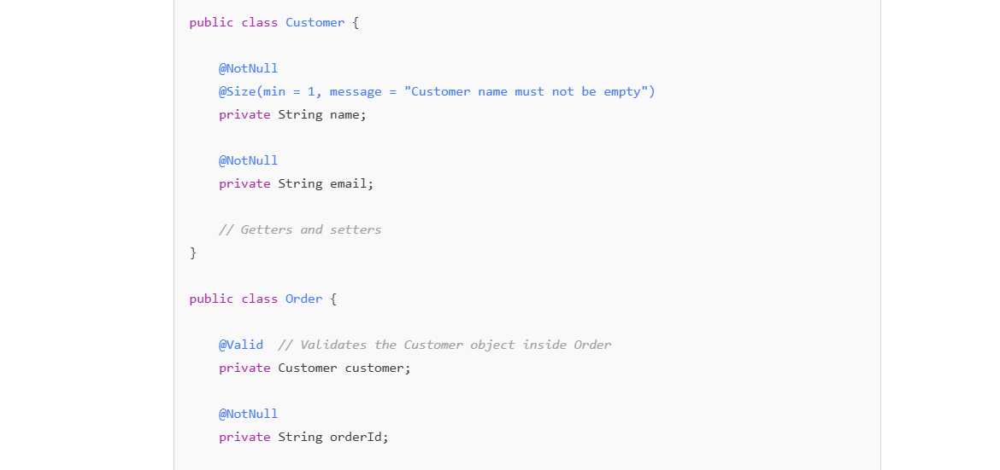 public class Customer {
@NotNull
@Size(min = 1, message = "Customer name must not be empty")
private String name;
@NotNull
private String email;
// Getters and setters
}
public class Order {
@Valid  // Validates the Customer object inside Order
private Customer customer;
@NotNull
private String orderId;